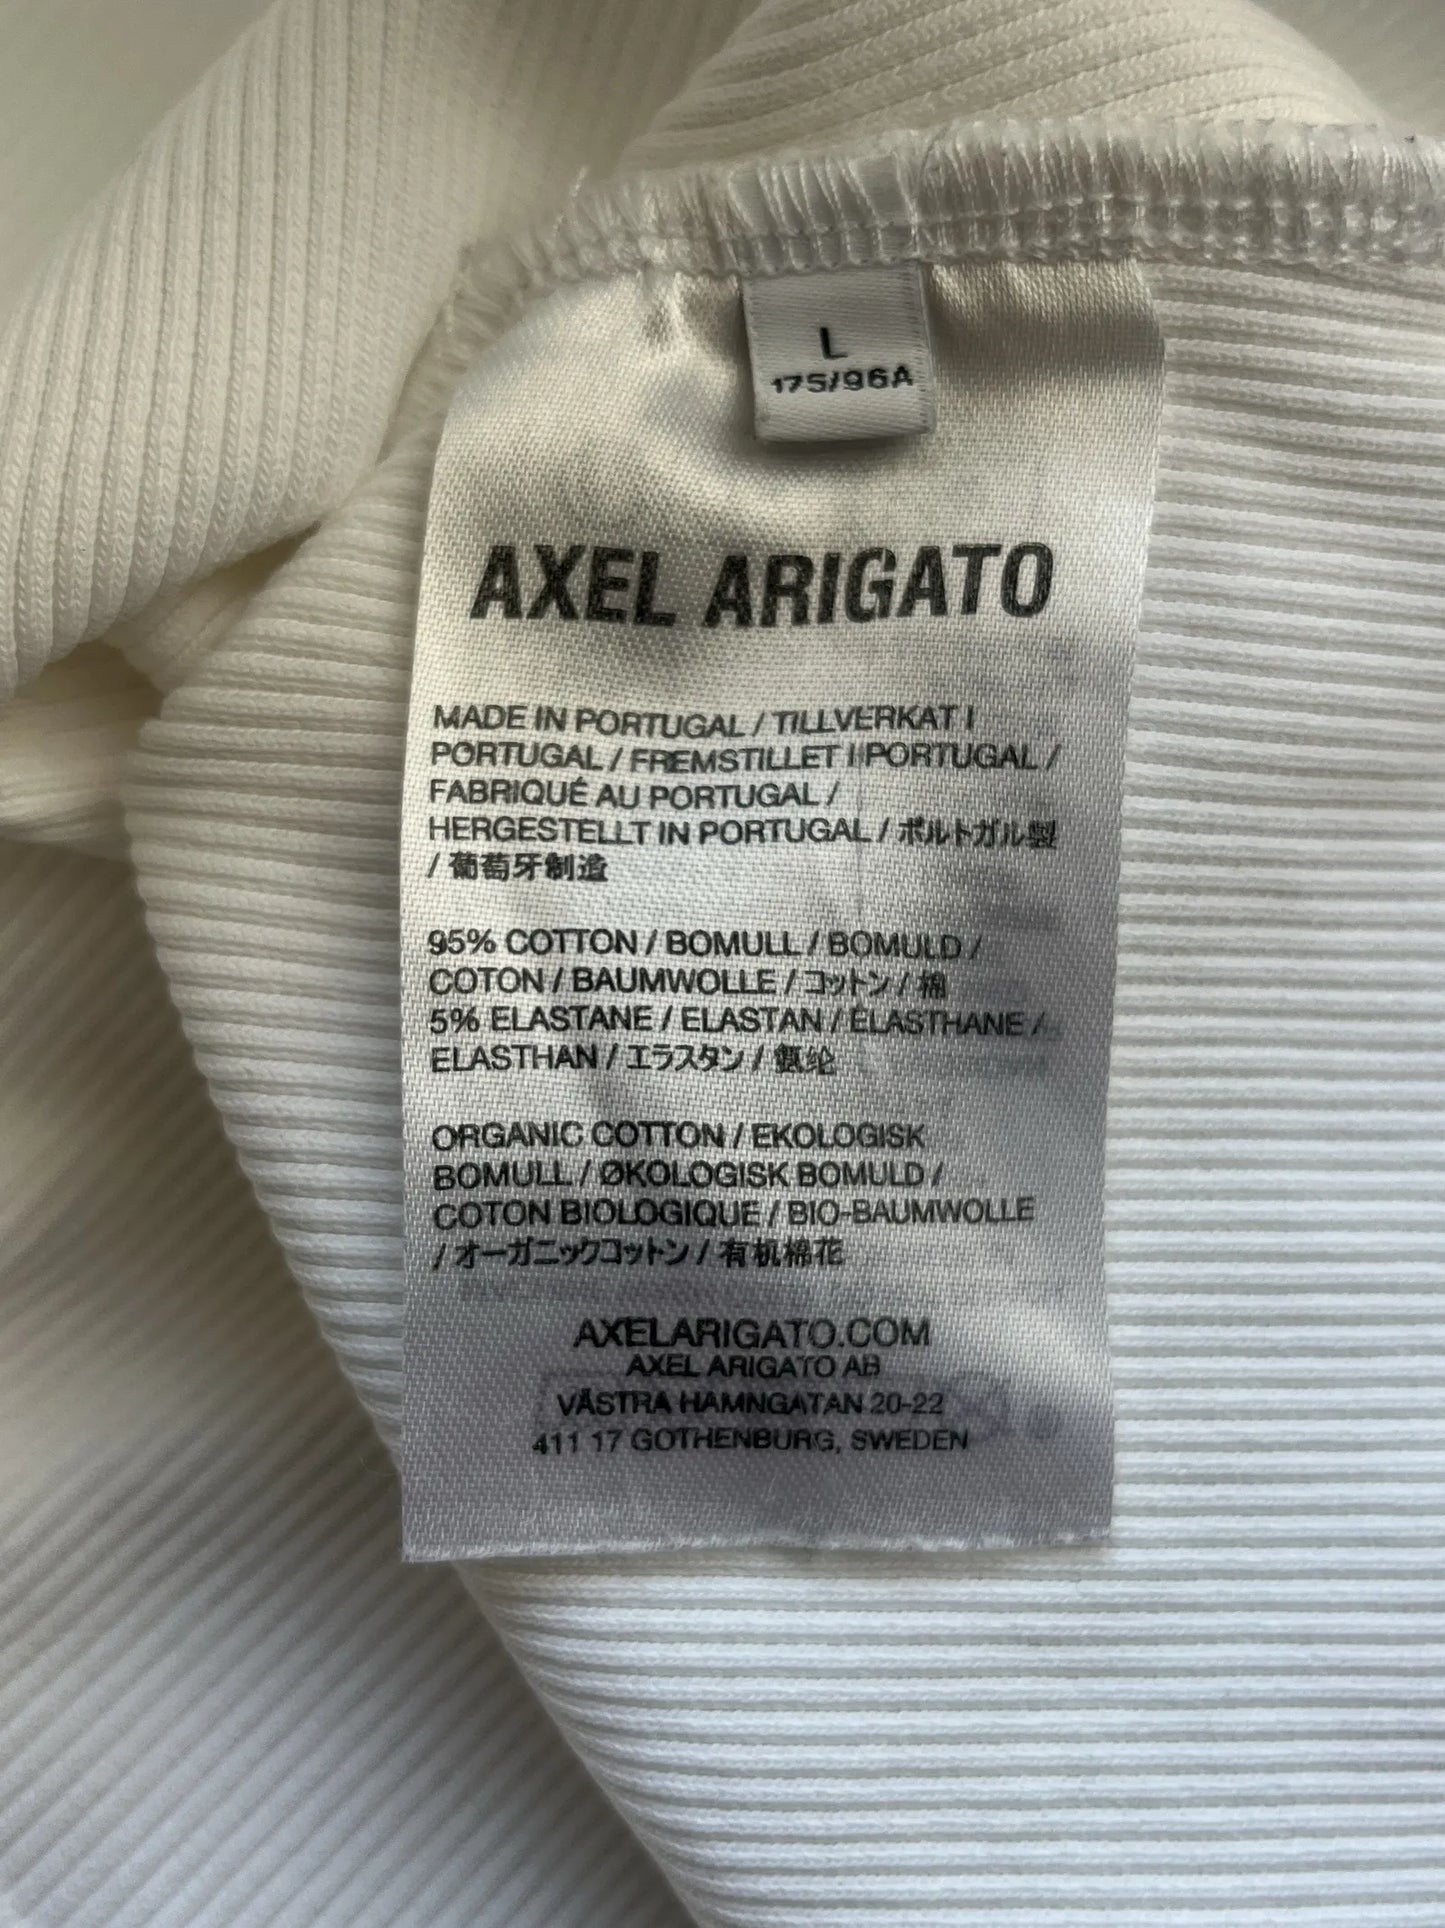 L
175/96A
AXEL ARIGATO
MADE IN PORTUGAL / TILLVERKAT I
PORTUGAL / FREMSTILLET I PORTUGAL /
FABRIQUÉ AU PORTUGAL /
HERGESTELLT IN PORTUGAL / ポルトガル製
/ 葡萄牙制造
95% COTTON / BOMULL / BOMULD /
COTON / BAUMWOLLE / コットン / 棉
5% ELASTANE / ELASTAN / ÉLASTHANE /
ELASTHAN / エラスタン / 氨纶
ORGANIC COTTON / EKOLOGISK
BOMULL / ØKOLOGISK BOMULD /
COTON BIOLOGIQUE / BIO-BAUMWOLLE
/ オーガニックコットン / 有机棉花
AXELARIGATO.COM
AXEL ARIGATO AB
VÄSTRA HAMNGATAN 20-22
411 17 GOTHENBURG, SWEDEN